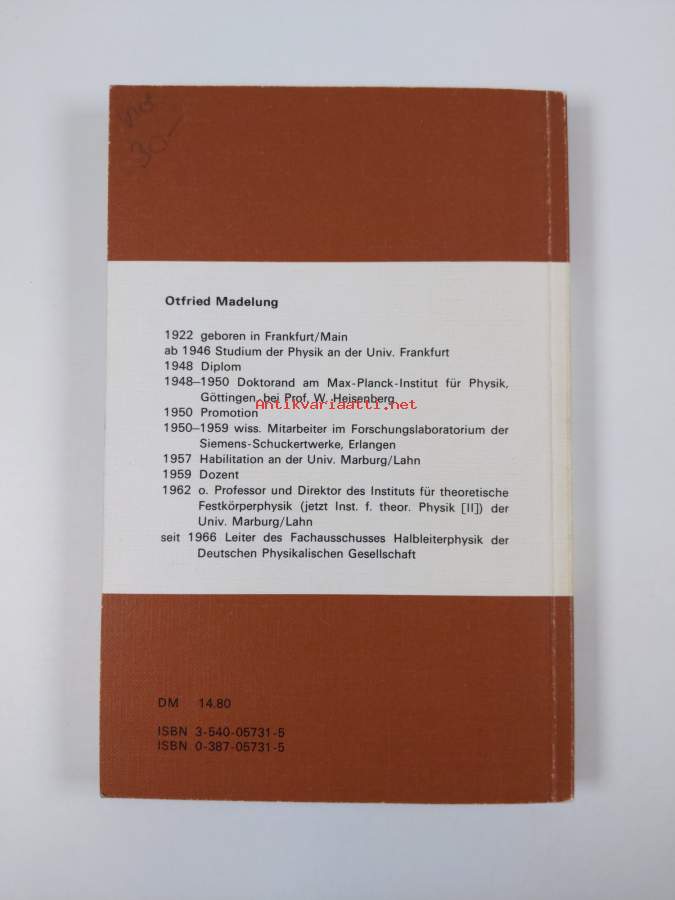 30—
Otfried Madelung
1922 geboren in Frankfurt/Main
ab 1946 Studium der Physik an der Univ. Frankfurt
1948 Diplom
1948–1950 Doktorand am Max-Planck-Institut für Physik,
Göttingen, bei Prof. W. Heisenberg
Antikvariaatti.net
1950 Promotion
1950–1959 wiss. Mitarbeiter im Forschungslaboratorium der
Siemens-Schuckertwerke, Erlangen
1957 Habilitation an der Univ. Marburg/Lahn
1959 Dozent
1962 o. Professor und Direktor des Instituts für theoretische
Festkörperphysik (jetzt Inst. f. theor. Physik [II]) der
Univ. Marburg/Lahn
seit 1966 Leiter des Fachausschusses Halbleiterphysik der
Deutschen Physikalischen Gesellschaft
DM 14.80
ISBN 3-540-05731-5
ISBN 0-387-05731-5